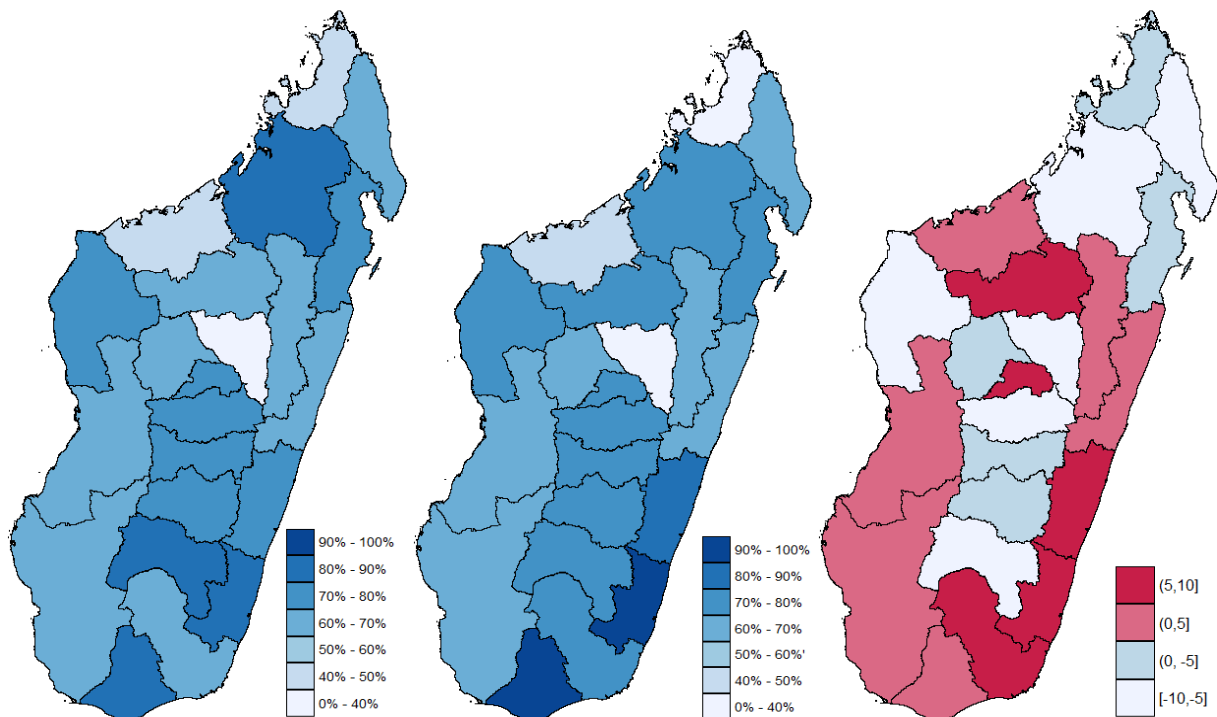 90% - 100%
80% - 90%
70% - 80%
60% - 70%
50% - 60%
40% - 50%
0% - 40%
90% - 100%
80% - 90%
70% - 80%
60% - 70%
50% - 60%'
40% - 50%
0% - 40%
(5,10]
(0,5]
(0, -5]
[-10,-5]